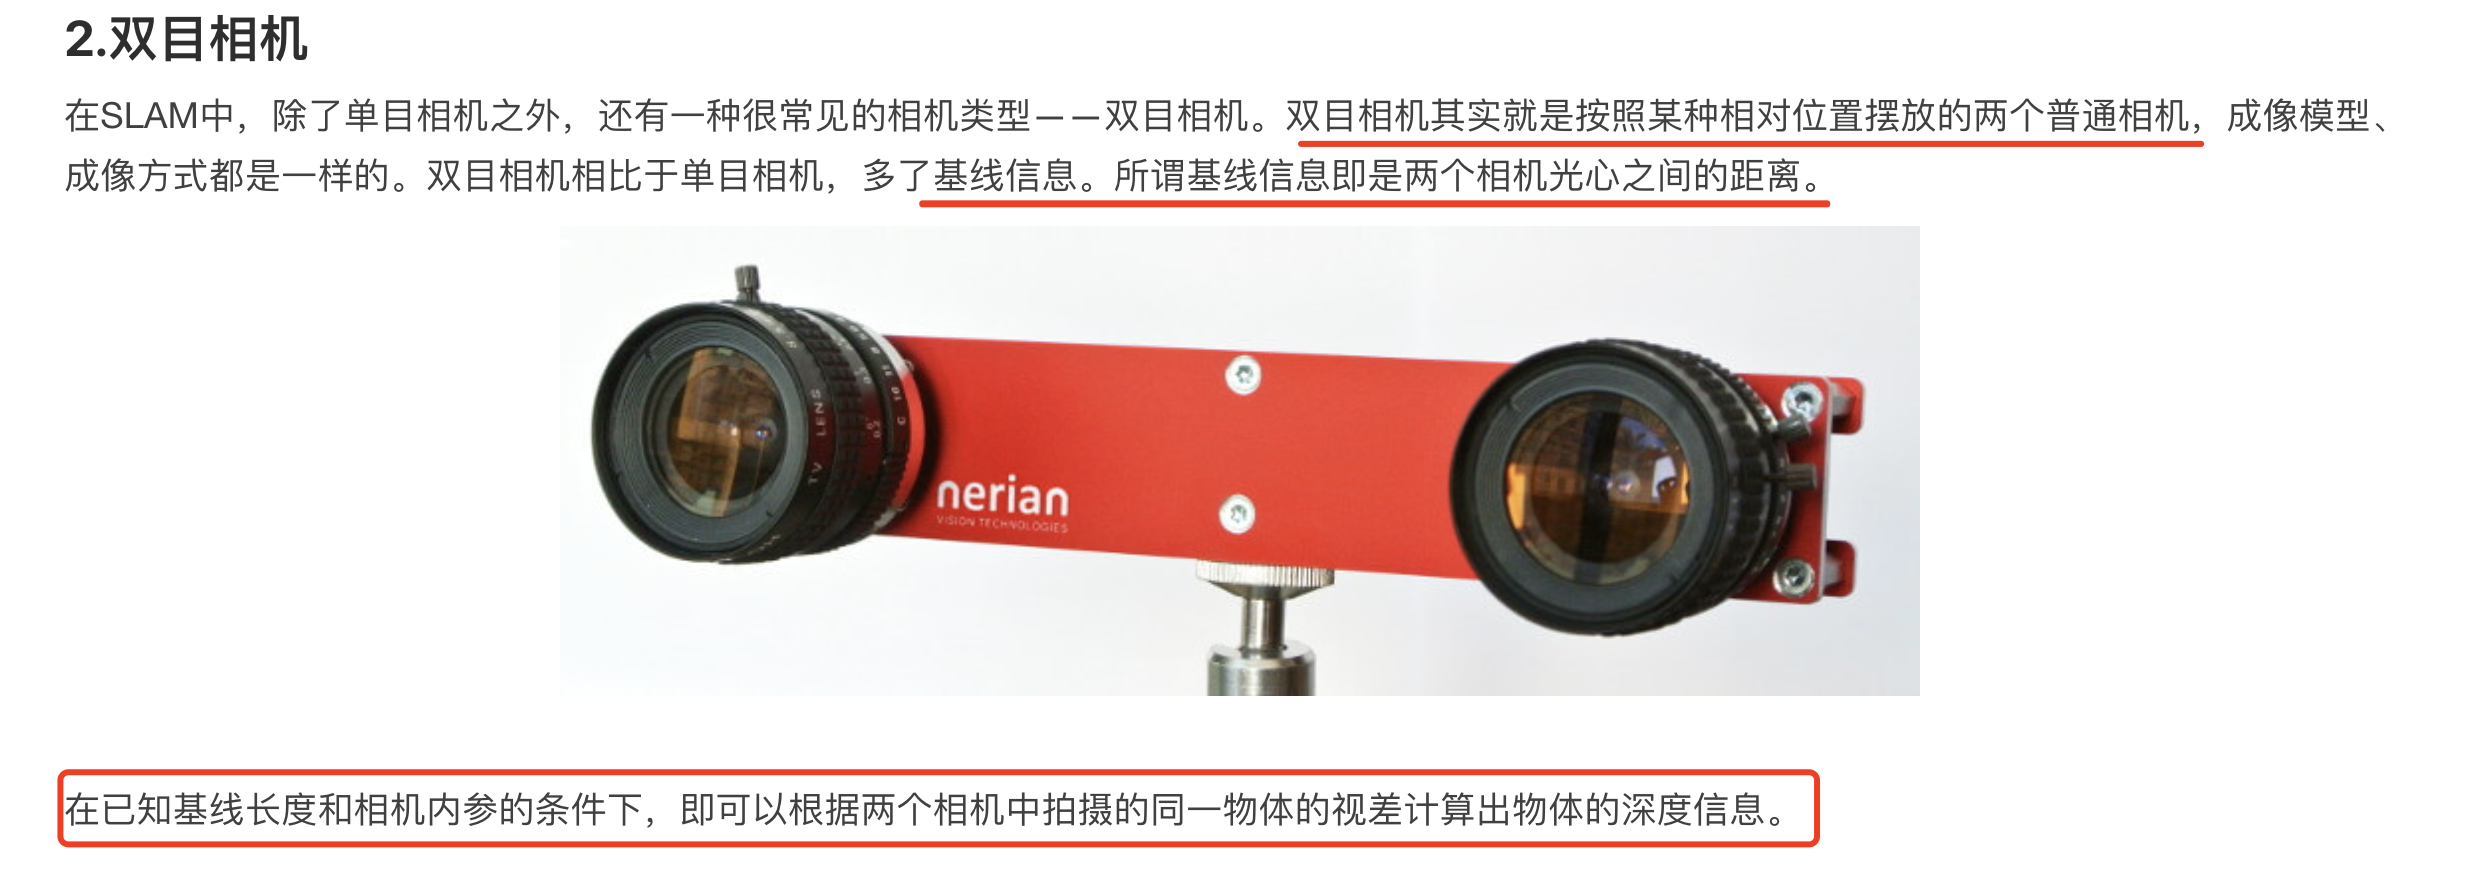 2.双目相机
在SLAM中，除了单目相机之外，还有一种很常见的相机类型——双目相机。双目相机其实就是按照某种相对位置摆放的两个普通相机，成像模型、
成像方式都是一样的。双目相机相比于单目相机，多了基线信息。所谓基线信息即是两个相机光心之间的距离。
TV LENS
nerian
VISION TECHNOLOGIES
在已知基线长度和相机内参的条件下，即可以根据两个相机中拍摄的同一物体的视差计算出物体的深度信息。